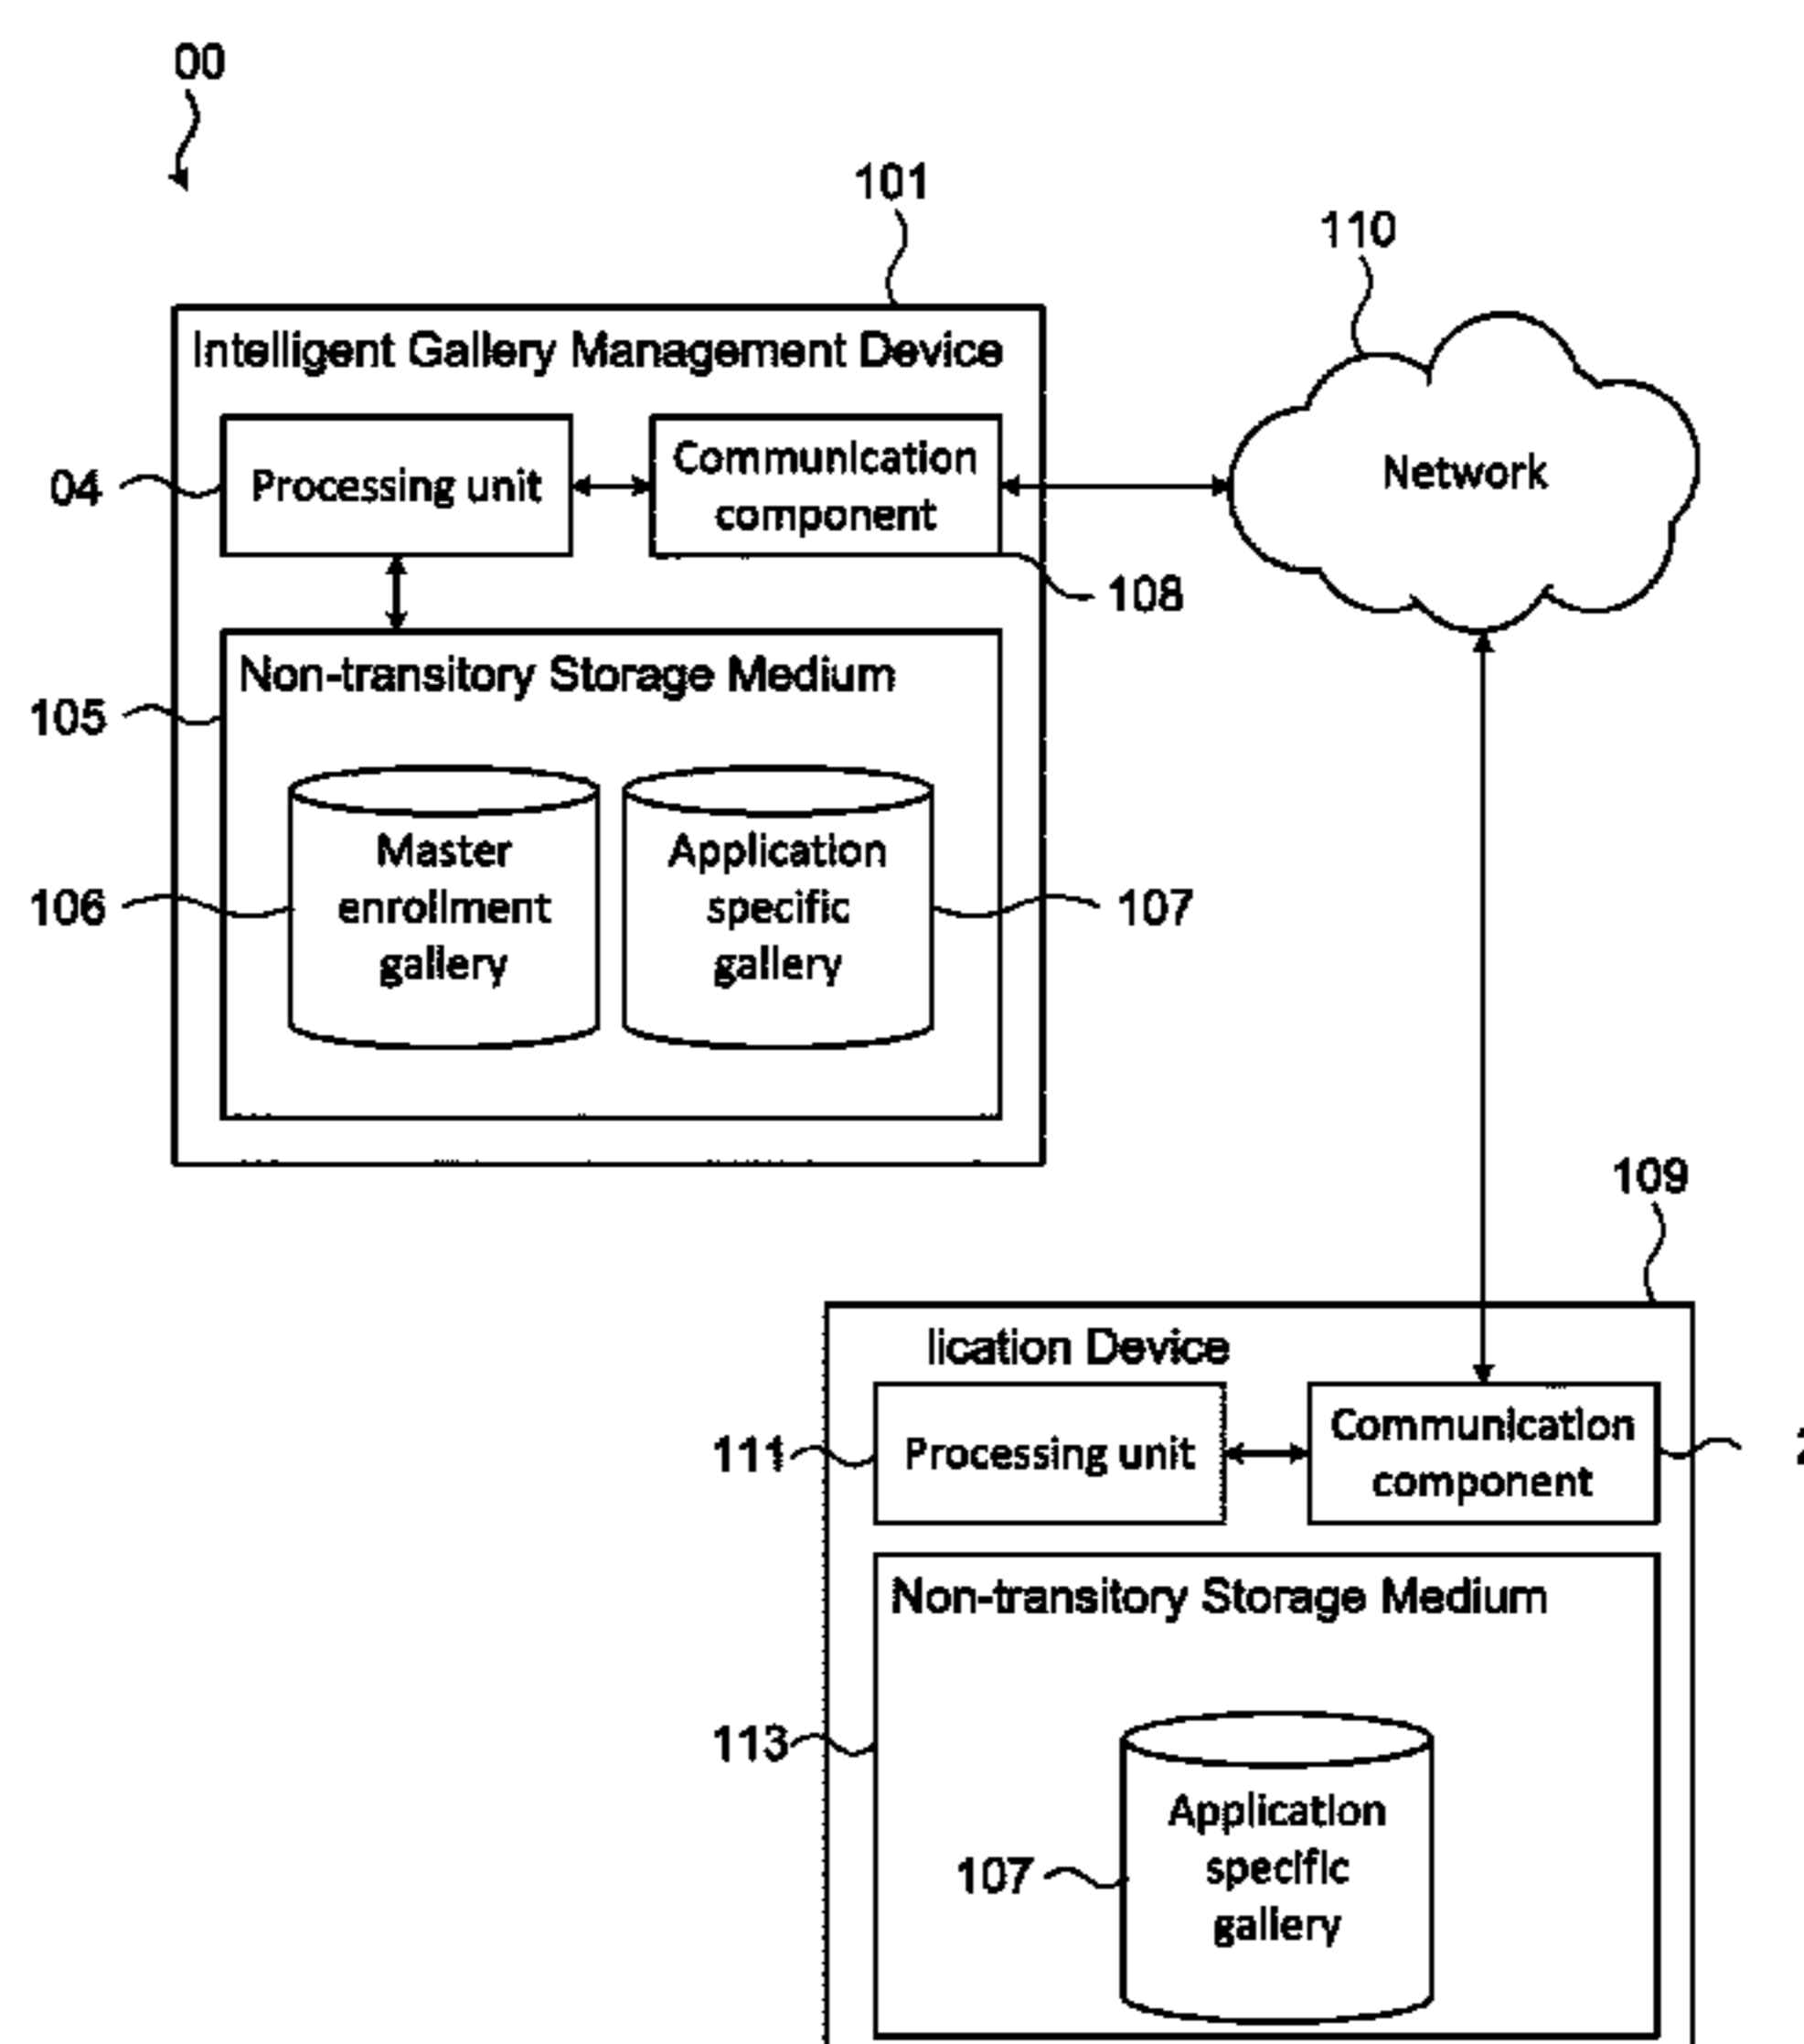 00
101
110
Intelligent Gallery Management Device
04
Processing unit
Communication
component
Network
108
Non-transitory Storage Medium
105
106
Master
enrollment
gallery
Application
specific
gallery
107
109
lication Device
111
Processing unit
Communication
component
Non-transitory Storage Medium
113
107
Application
specific
gallery